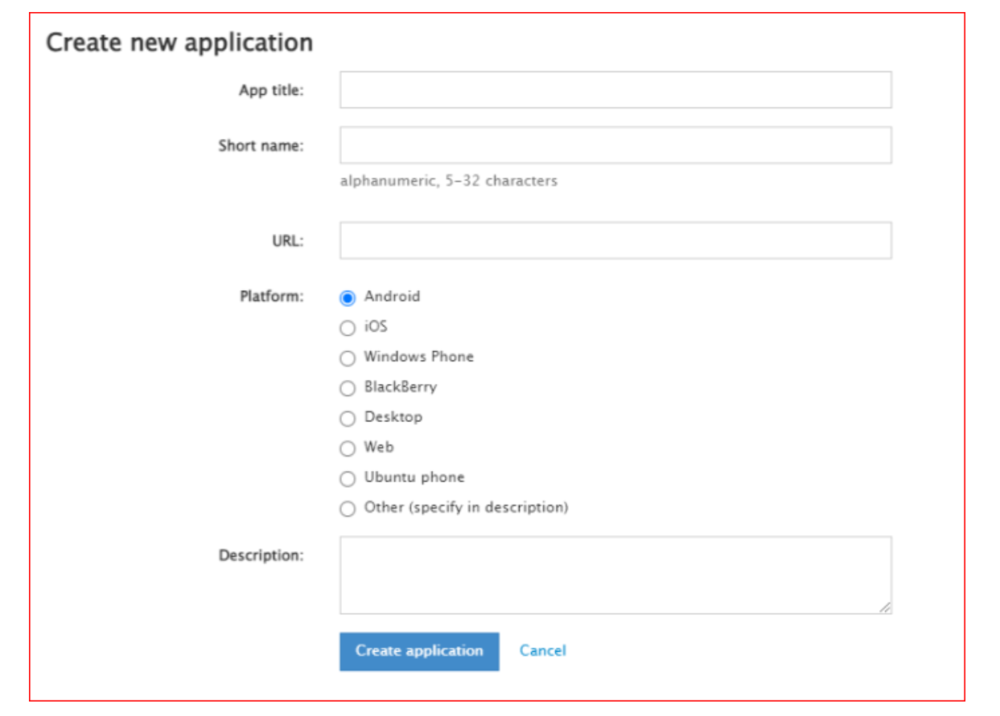 Create new application
App title:
Short name:
alphanumeric, 5-32 characters
URL:
Platform:
Android
iOS
Windows Phone
BlackBerry
Desktop
Web
Ubuntu phone
Other (specify in description)
Description:
Create application Cancel